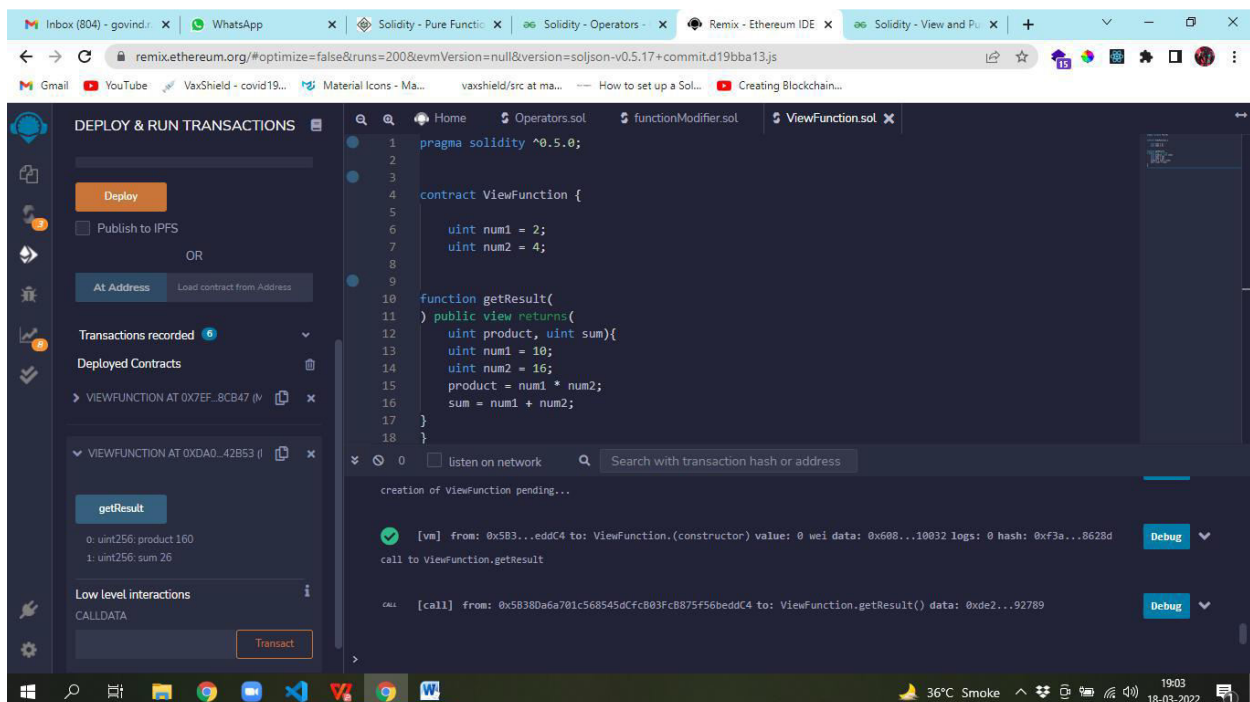 Inbox (804) - govind.r
WhatsApp
Solidity - Pure Functio
Solidity - Operators -
Remix - Ethereum IDE
Solidity - View and Pu
remix.ethereum.org/#optimize=false&runs=200&evmVersion=null&version=soljson-v0.5.17+commit.d19bba13.js
15
Gmail
YouTube
VaxShield - covid19...
Material Icons - Ma...
vaxshield/src at ma...
How to set up a Sol...
Creating Blockchain...
DEPLOY & RUN TRANSACTIONS
Deploy
Publish to IPFS
OR
At Address
Load contract from Address
Transactions recorded 6
Deployed Contracts
VIEWFUNCTION AT 0X7EF...8CB47 (M
VIEWFUNCTION AT 0XDA0...42B53 (
getResult
0: uint256: product 160
1: uint256: sum 26
Low level interactions
i
CALLDATA
Transact
3
8
Home
Operators.sol
functionModifier.sol
ViewFunction.sol
1 pragma solidity ^0.5.0;
2
3
4 contract ViewFunction {
5
6 uint num1 = 2;
7 uint num2 = 4;
8
9
10 function getResult(
11 ) public view returns(
12 uint product, uint sum){
13 uint num1 = 10;
14 uint num2 = 16;
15 product = num1 * num2;
16 sum = num1 + num2;
17 }
18 }
0
listen on network
Search with transaction hash or address
creation of ViewFunction pending...
[vm] from: 0x5B3...eddC4 to: ViewFunction.(constructor) value: 0 wei data: 0x608...10032 logs: 0 hash: 0xf3a...8628d
Debug
call to ViewFunction.getResult
CALL [call] from: 0x5B38Da6a701c568545dCfcB03FcB875f56beddC4 to: ViewFunction.getResult() data: 0xde2...92789
Debug
>
36°C Smoke
19:03
18-03-2022
1